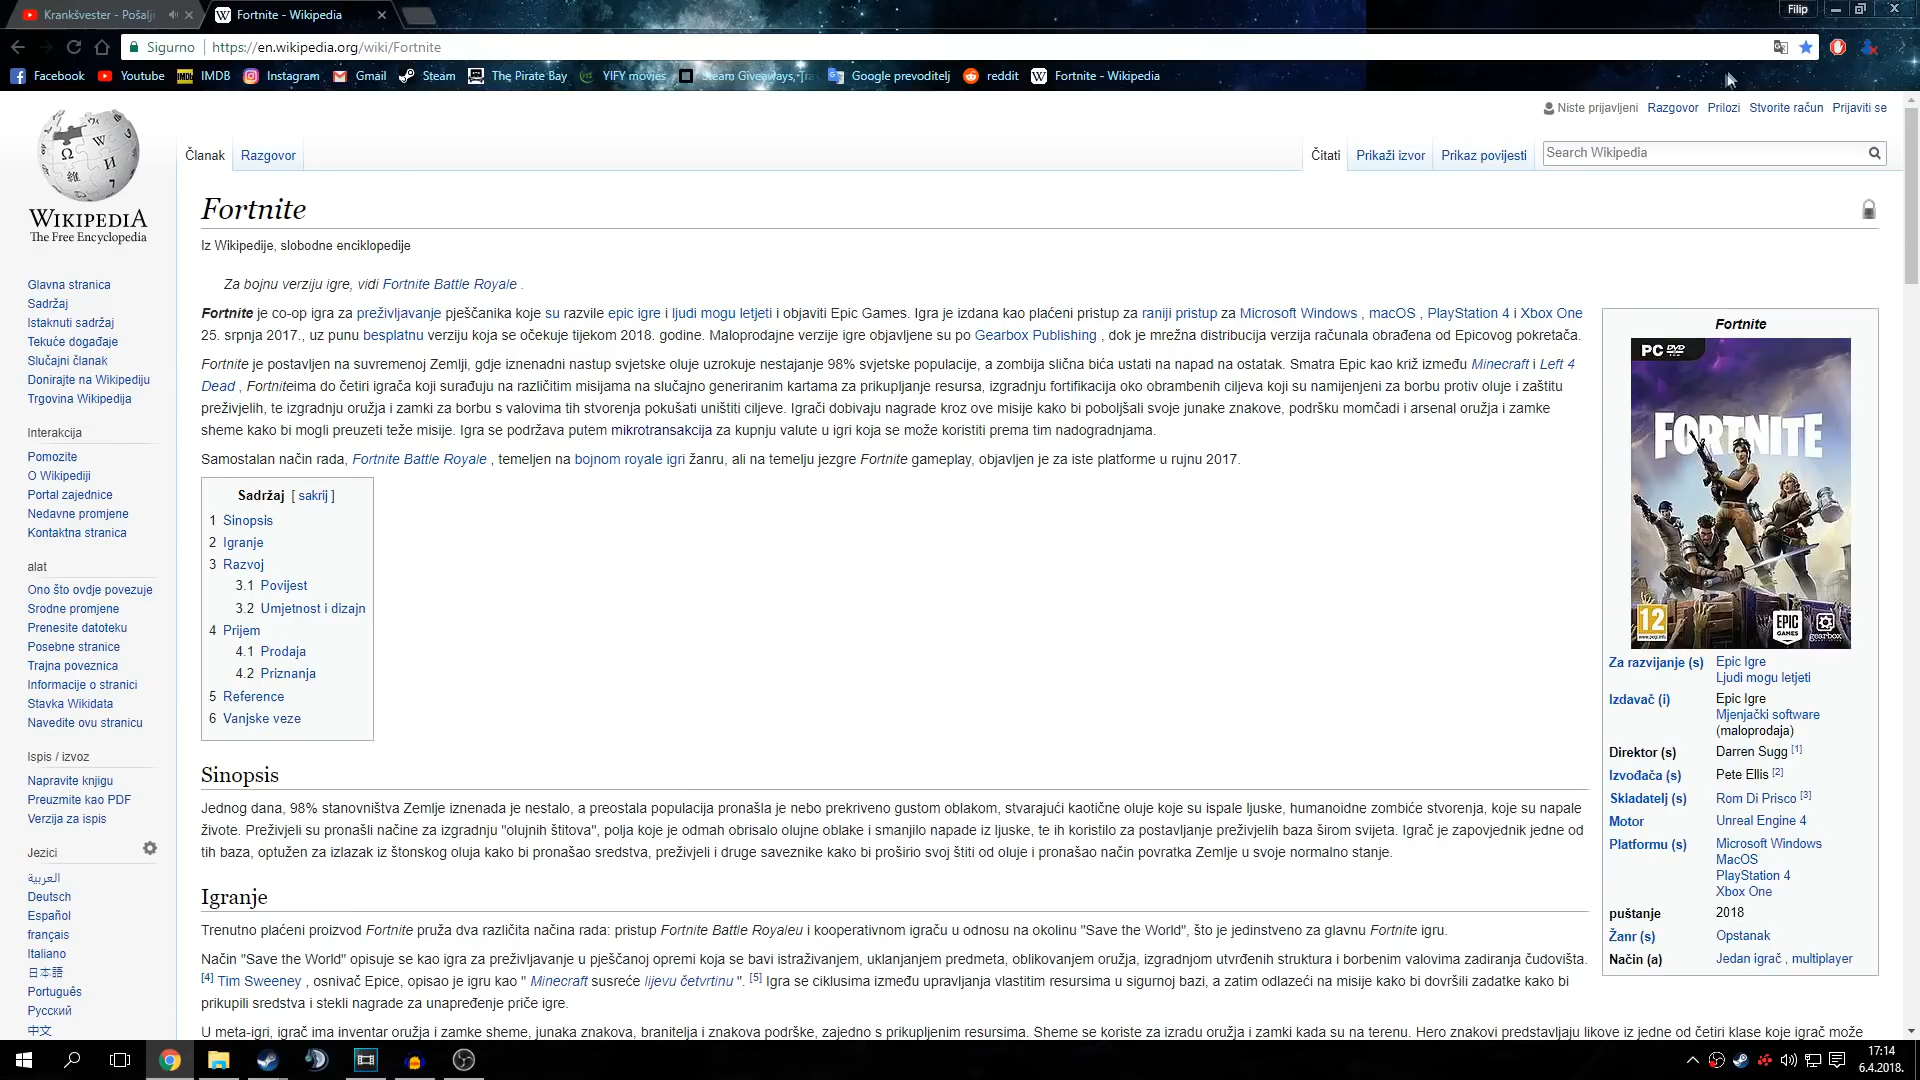 Krankšvester - Pošalji
Fortnite - Wikipedia
Filip
Sigurno
https://en.wikipedia.org/wiki/Fortnite
Facebook
Youtube
IMDb IMDB
Instagram
Gmail
Steam
The Pirate Bay
YIFY movies
Steam Giveaways, Tra
Google prevoditelj
reddit
Fortnite - Wikipedia
Niste prijavljeni Razgovor Prilozi Stvorite račun Prijaviti se
WIKIPEDIA
The Free Encyclopedia
Članak Razgovor
Čitati Prikaži izvor Prikaz povijesti
Search Wikipedia
Glavna stranica
Sadržaj
Istaknuti sadržaj
Tekuće događaje
Slučajni članak
Donirajte na Wikipediju
Trgovina Wikipedija
Interakcija
Pomozite
O Wikipediji
Portal zajednice
Nedavne promjene
Kontaktna stranica
alat
Ono što ovdje povezuje
Srodne promjene
Prenesite datoteku
Posebne stranice
Trajna poveznica
Informacije o stranici
Stavka Wikidata
Navedite ovu stranicu
Ispis / izvoz
Napravite knjigu
Preuzmite kao PDF
Verzija za ispis
Jezici
العربية
Deutsch
Español
français
Italiano
日本語
Português
Русский
中文
Fortnite
Iz Wikipedije, slobodne enciklopedije
Za bojnu verziju igre, vidi Fortnite Battle Royale .
Fortnite je co-op igra za preživljavanje pješčanika koje su razvile epic igre i ljudi mogu letjeti i objaviti Epic Games. Igra je izdana kao plaćeni pristup za raniji pristup za Microsoft Windows , macOS , PlayStation 4 i Xbox One
25. srpnja 2017., uz punu besplatnu verziju koja se očekuje tijekom 2018. godine. Maloprodajne verzije igre objavljene su po Gearbox Publishing , dok je mrežna distribucija verzija računala obrađena od Epicovog pokretača.
Fortnite je postavljen na suvremenoj Zemlji, gdje iznenadni nastup svjetske oluje uzrokuje nestajanje 98% svjetske populacije, a zombija slična bića ustati na napad na ostatak. Smatra Epic kao križ između Minecraft i Left 4
Dead , Fortniteima do četiri igrača koji surađuju na različitim misijama na slučajno generiranim kartama za prikupljanje resursa, izgradnju fortifikacija oko obrambenih ciljeva koji su namijenjeni za borbu protiv oluje i zaštitu
preživjelih, te izgradnju oružja i zamki za borbu s valovima tih stvorenja pokušati uništiti ciljeve. Igrači dobivaju nagrade kroz ove misije kako bi poboljšali svoje junake znakove, podršku momčadi i arsenal oružja i zamke
sheme kako bi mogli preuzeti teže misije. Igra se podržava putem mikrotransakcija za kupnju valute u igri koja se može koristiti prema tim nadogradnjama.
Samostalan način rada, Fortnite Battle Royale , temeljen na bojnom royale igri žanru, ali na temelju jezgre Fortnite gameplay, objavljen je za iste platforme u rujnu 2017.
Sadržaj [ sakrij ]
1 Sinopsis
2 Igranje
3 Razvoj
3.1 Povijest
3.2 Umjetnost i dizajn
4 Prijem
4.1 Prodaja
4.2 Priznanja
5 Reference
6 Vanjske veze
Sinopsis
Jednog dana, 98% stanovništva Zemlje iznenada je nestalo, a preostala populacija pronašla je nebo prekriveno gustom oblakom, stvarajući kaotične oluje koje su ispale ljuske, humanoidne zombiće stvorenja, koje su napale
živote. Preživjeli su pronašli načine za izgradnju "olujnih štitova", polja koje je odmah obrisalo olujne oblake i smanjilo napade iz ljuske, te ih koristilo za postavljanje preživjelih baza širom svijeta. Igrač je zapovjednik jedne od
tih baza, optužen za izlazak iz štonskog oluja kako bi pronašao sredstva, preživjeli i druge saveznike kako bi proširio svoj štiti od oluje i pronašao način povratka Zemlje u svoje normalno stanje.
Igranje
Trenutno plaćeni proizvod Fortnite pruža dva različita načina rada: pristup Fortnite Battle Royaleu i kooperativnom igraču u odnosu na okolinu "Save the World", što je jedinstveno za glavnu Fortnite igru.
Način "Save the World" opisuje se kao igra za preživljavanje u pješčanoj opremi koja se bavi istraživanjem, uklanjanjem predmeta, oblikovanjem oružja, izgradnjom utvrđenih struktura i borbenim valovima zadiranja čudovišta.
[4] Tim Sweeney , osnivač Epice, opisao je igru kao " Minecraft susreće lijevu četvrtinu ". [5] Igra se ciklusima između upravljanja vlastitim resursima u sigurnoj bazi, a zatim odlazeći na misije kako bi dovršili zadatke kako bi
prikupili sredstva i stekli nagrade za unapređenje priče igre.
U meta-igri, igrač ima inventar oružja i zamke sheme, junaka znakova, branitelja i znakova podrške, zajedno s prikupljenim resursima. Sheme se koriste za izradu oružja i zamki kada su na terenu. Hero znakovi predstavljaju likove iz jedne od četiri klase koje igrač može
Fortnite
PC DVD
FORTNITE
12
www.pegi.info
EPIC GAMES
gearbox
Za razvijanje (s) Epic Igre
Ljudi mogu letjeti
Izdavač (i) Epic Igre
Mjenjački software
(maloprodaja)
Direktor (s) Darren Sugg [1]
Izvođača (s) Pete Ellis [2]
Skladatelj (s) Rom Di Prisco [3]
Motor Unreal Engine 4
Platformu (s) Microsoft Windows
MacOS
PlayStation 4
Xbox One
puštanje 2018
Žanr (s) Opstanak
Način (a) Jedan igrač , multiplayer
17:14
6.4.2018.